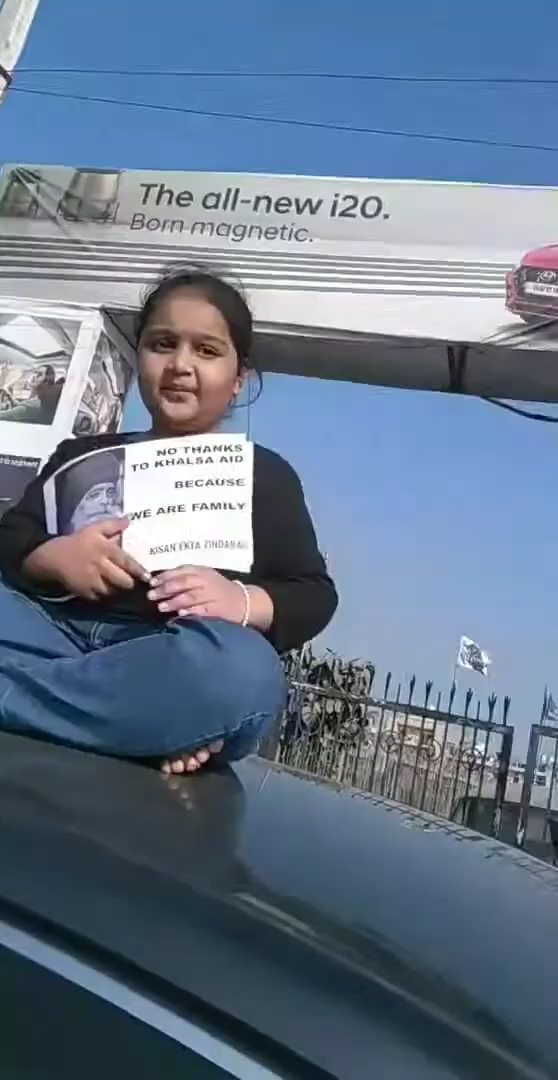 The all-new i20.
Born magnetic.
NO THANKS
TO KHALSA AID
BECAUSE
WE ARE FAMILY
KISAN EKTA ZINDABAD